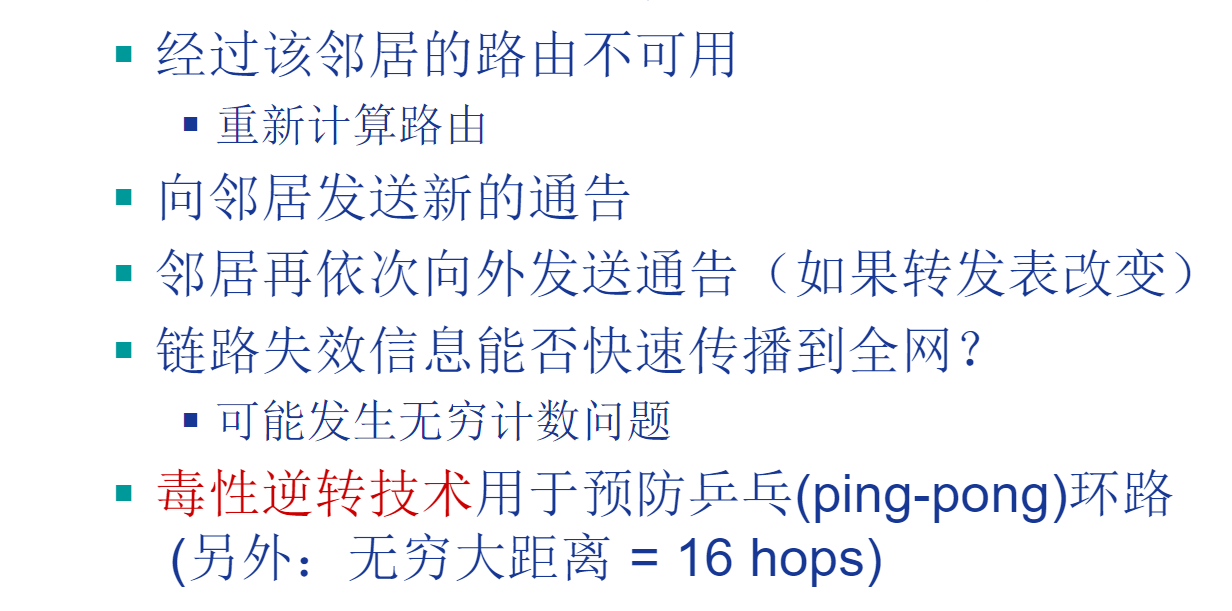 经过该邻居的路由不可用
重新计算路由
向邻居发送新的通告
邻居再依次向外发送通告（如果转发表改变）
链路失效信息能否快速传播到全网？
可能发生无穷计数问题
毒性逆转技术用于预防乒乓(ping-pong)环路
(另外：无穷大距离 = 16 hops)